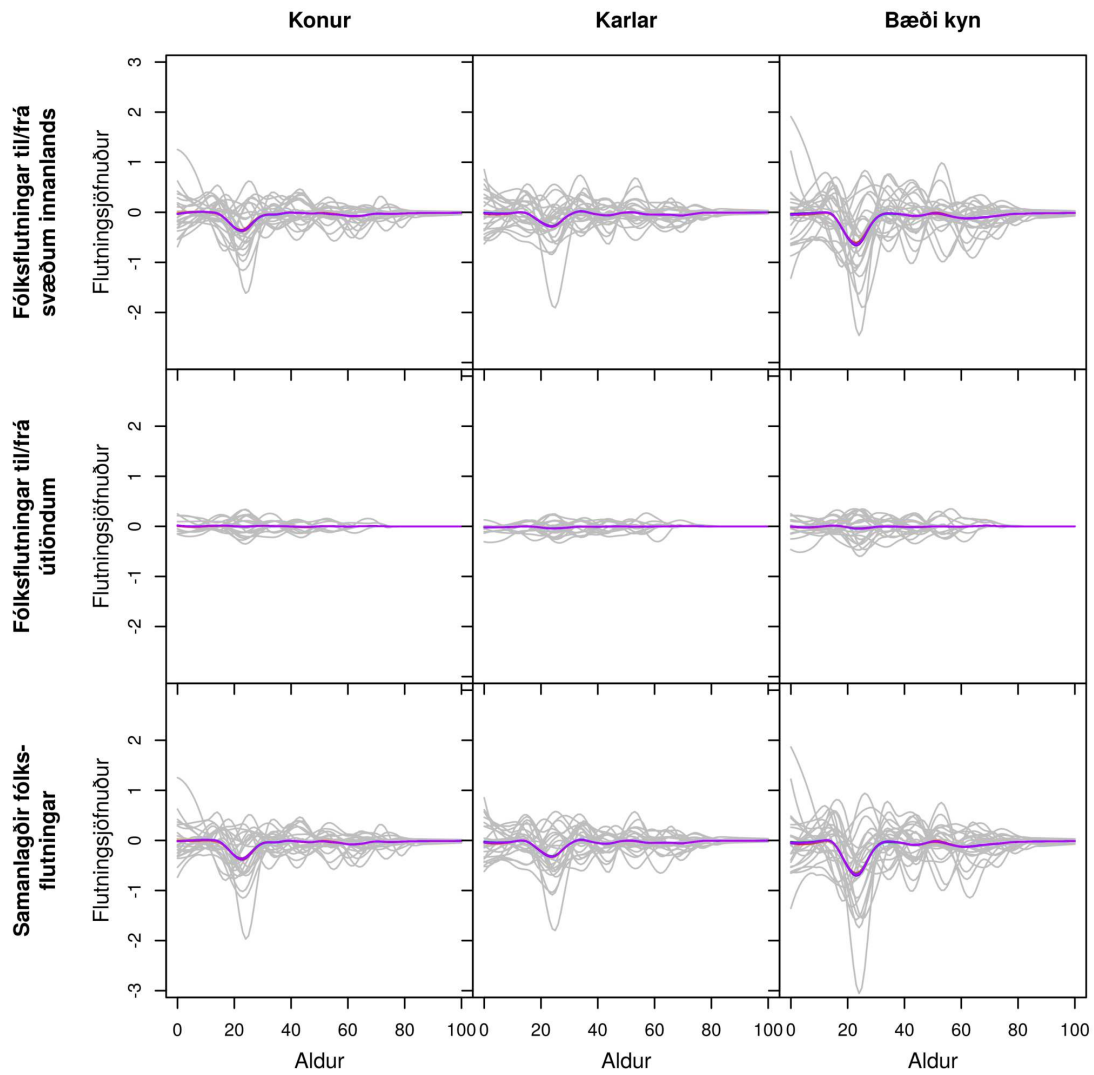 Konur Karlar Bæði kyn
Fólksflutningar til/frá
svæðum innanlands
Flutningsjöfnuður
3
2
1
0
-1
-2
Fólksflutningar til/frá
útlöndum
Flutningsjöfnuður
2
1
0
-1
-2
Samanlagðir fólks-
flutningar
Flutningsjöfnuður
2
1
0
-1
-2
-3
0 20 40 60 80 100 0 20 40 60 80 100 0 20 40 60 80 100
Aldur Aldur Aldur